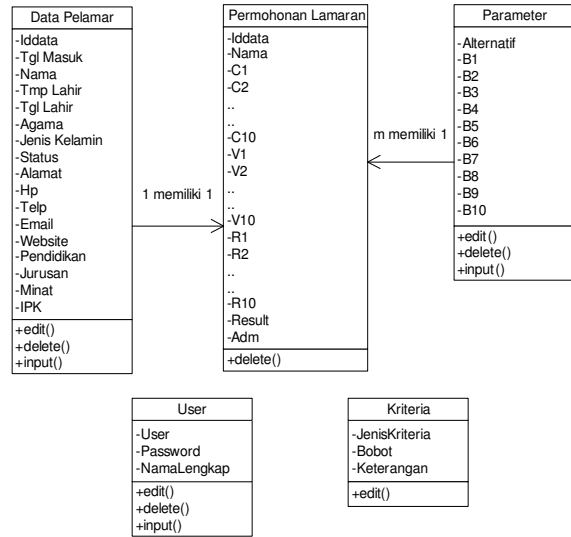 Data Pelamar
-Iddata
-Tgl Masuk
-Nama
-Tmp Lahir
-Tgl Lahir
-Agama
-Jenis Kelamin
-Status
-Alamat
-Hp
-Telp
-Email
-Website
-Pendidikan
-Jurusan
-Minat
-IPK
+edit()
+delete()
+input()
1 memiliki 1
Permohonan Lamaran
-Iddata
-Nama
-C1
-C2
..
..
-C10
-V1
-V2
..
..
-V10
-R1
-R2
..
..
-R10
-Result
-Adm
+delete()
m memiliki 1
Parameter
-Alternatif
-B1
-B2
-B3
-B4
-B5
-B6
-B7
-B8
-B9
-B10
+edit()
+delete()
+input()
User
-User
-Password
-NamaLengkap
+edit()
+delete()
+input()
Kriteria
-JenisKriteria
-Bobot
-Keterangan
+edit()